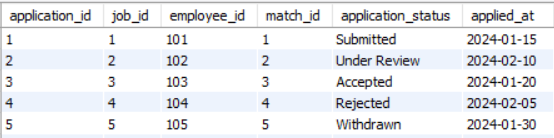 application_id job_id employee_id match_id application_status applied_at
1 1 101 1 Submitted 2024-01-15
2 2 102 2 Under Review 2024-02-10
3 3 103 3 Accepted 2024-01-20
4 4 104 4 Rejected 2024-02-05
5 5 105 5 Withdrawn 2024-01-30